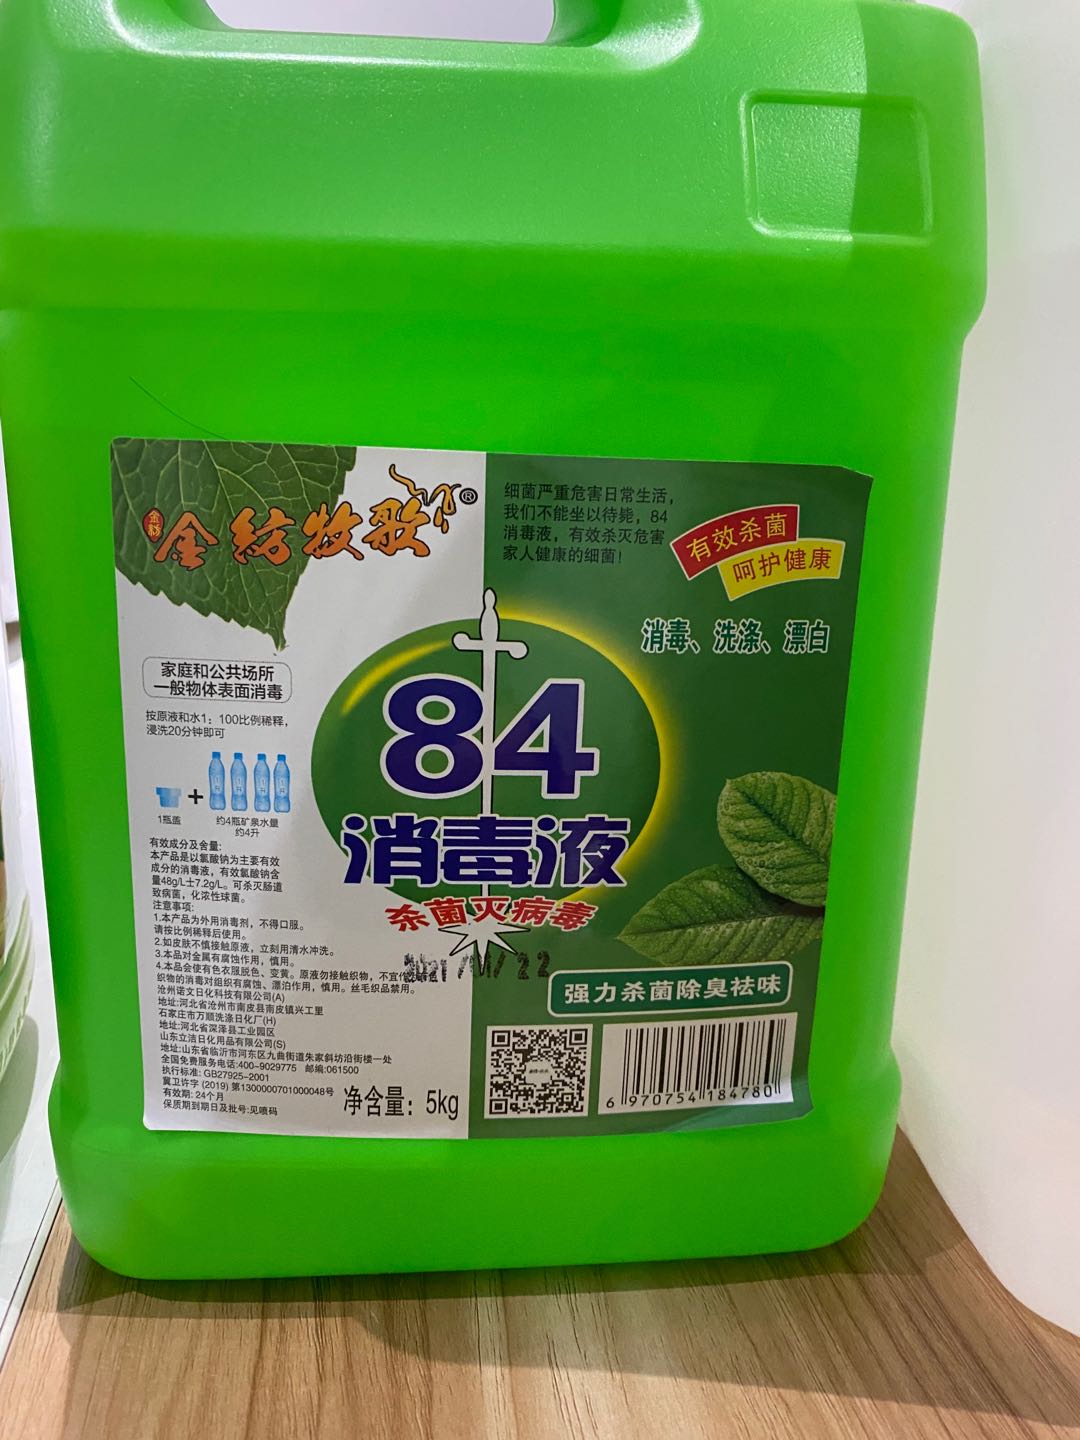 金纺
金纺牧歌®
细菌严重危害日常生活，
我们不能坐以待毙，84
消毒液，有效杀灭危害
家人健康的细菌！
有效杀菌
呵护健康
消毒、洗涤、漂白
家庭和公共场所
一般物体表面消毒
按原液和水1：100比例稀释，
浸洗20分钟即可
1瓶盖
约4瓶矿泉水量
约4升
84
消毒液
杀菌灭病毒
强力杀菌除臭祛味
有效成分及含量:
本产品是以氯酸钠为主要有效
成分的消毒液，有效氯酸钠含
量48g/L±7.2g/L。可杀灭肠道
致病菌，化浓性球菌。
注意事项:
1.本产品为外用消毒剂，不得口服。
请按比例稀释后使用。
2.如皮肤不慎接触原液，立刻用清水冲洗。
3.本品对金属有腐蚀作用，慎用。
4.本品会使有色衣服脱色、变黄。原液勿接触织物，不宜作
织物的消毒对组织有腐蚀、漂泊作用，慎用。丝毛织品禁用。
沧州诺文日化科技有限公司(A)
地址:河北省沧州市南皮县南皮镇兴工里
石家庄市万顺洗涤日化厂(H)
地址:河北省深泽县工业园区
山东立洁日化用品有限公司(S)
地址:山东省临沂市河东区九曲街道朱家斜坊沿街楼一处
全国免费服务电话:400-9029775 邮编:061500
执行标准: GB27925-2001
冀卫许字 (2019) 第1300000701000048号
有效期: 24个月
保质期到期日及批号:见喷码
净含量：5kg
6 970754 184780